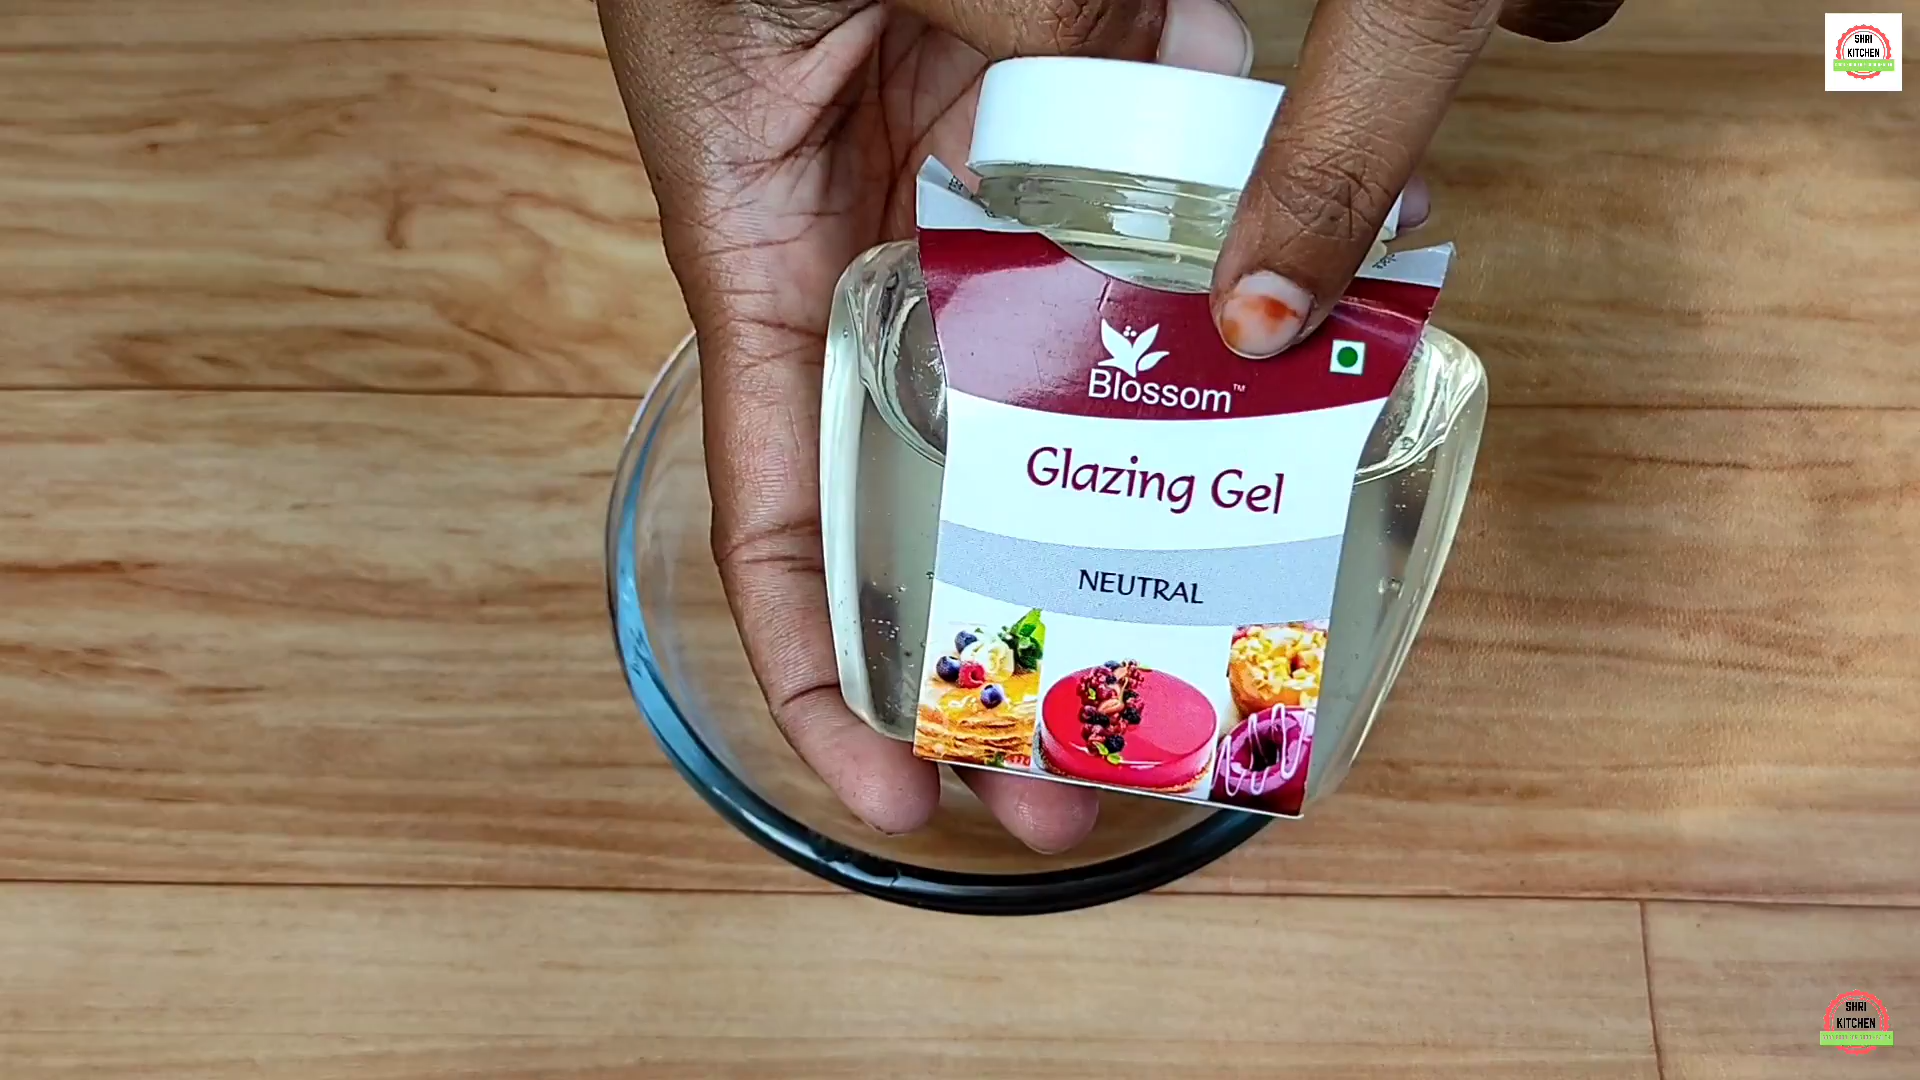 SHRI
KITCHEN
Blossom™
Glazing Gel
NEUTRAL
SHRI
KITCHEN